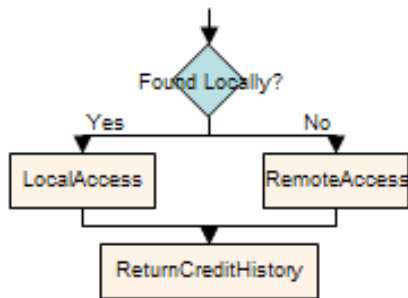 Found Locally?
Yes
No
LocalAccess
RemoteAccess
ReturnCreditHistory